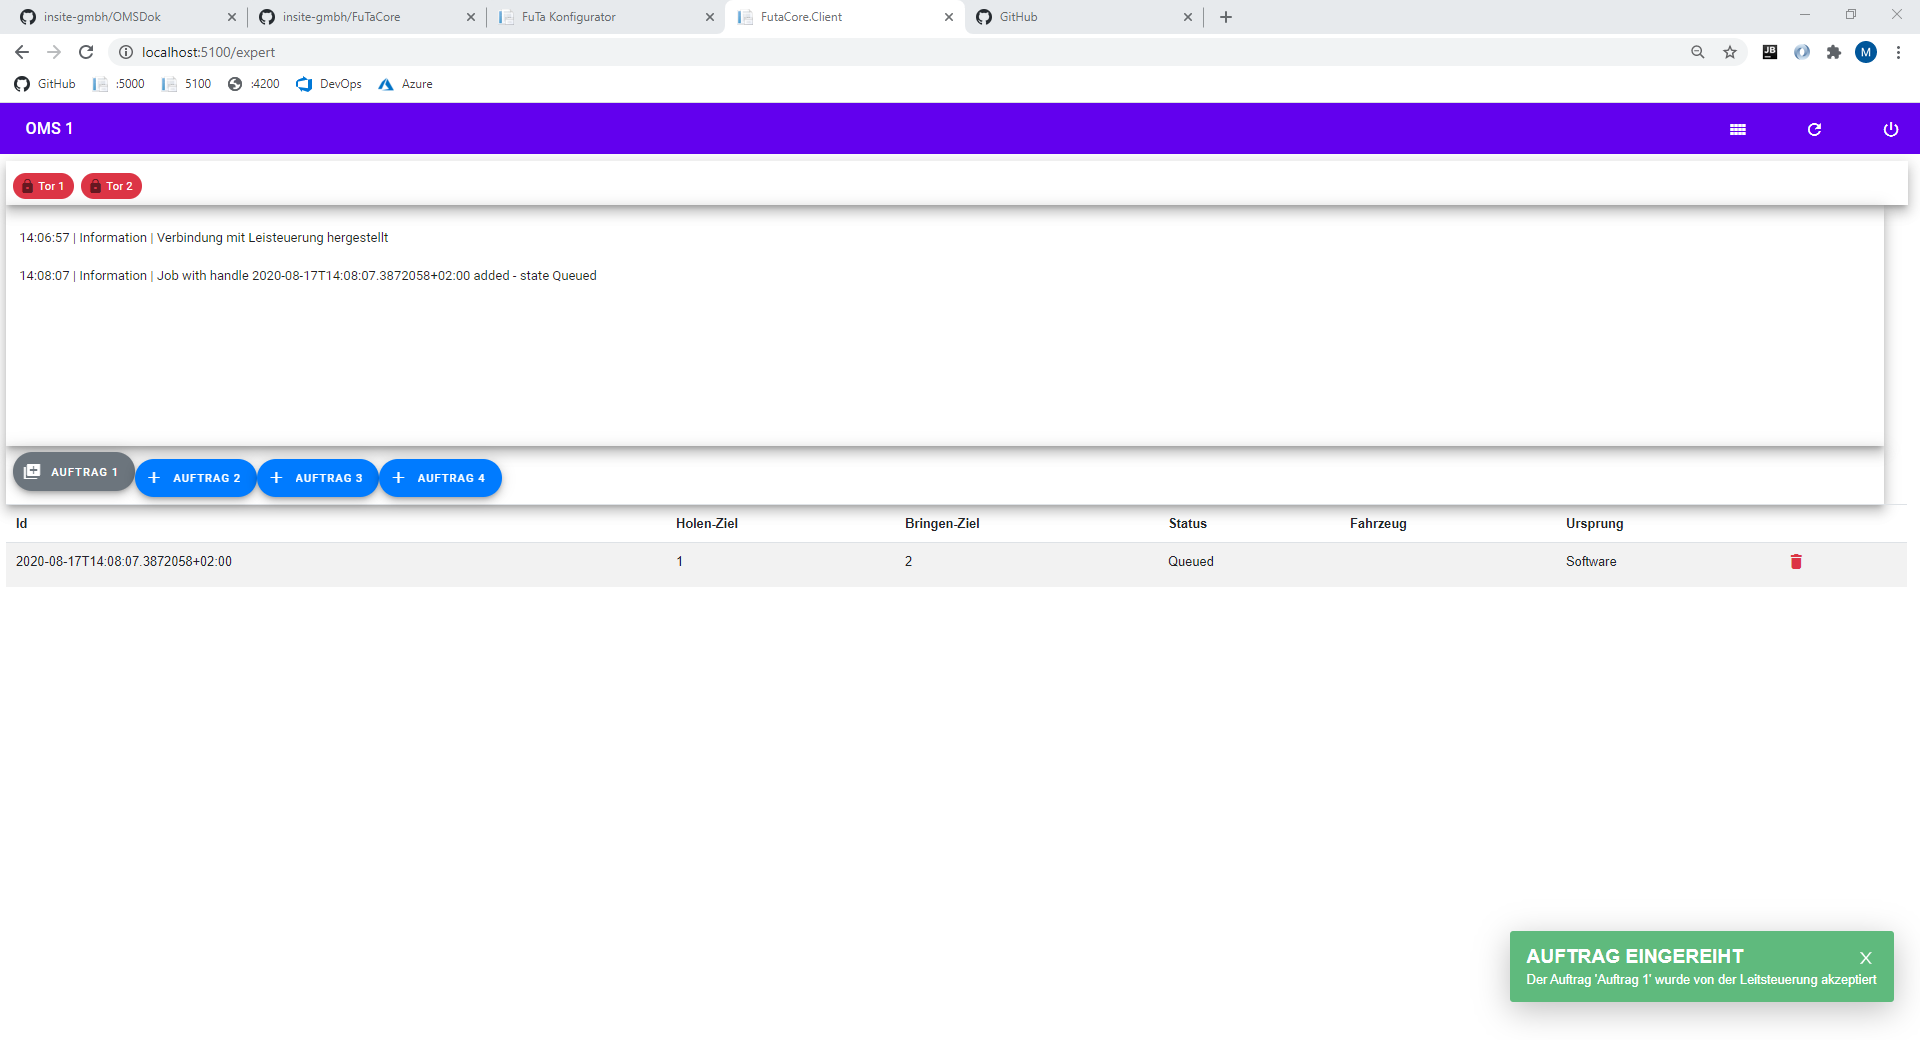 insite-gmbh/OMSDok
insite-gmbh/FuTaCore
FuTa Konfigurator
FutaCore.Client
GitHub
localhost:5100/expert
JB
M
GitHub
:5000
5100
:4200
DevOps
Azure
OMS 1
Tor 1
Tor 2
14:06:57 | Information | Verbindung mit Leisteuerung hergestellt
14:08:07 | Information | Job with handle 2020-08-17T14:08:07.3872058+02:00 added - state Queued
AUFTRAG 1
AUFTRAG 2
AUFTRAG 3
AUFTRAG 4
Id Holen-Ziel Bringen-Ziel Status Fahrzeug Ursprung
2020-08-17T14:08:07.3872058+02:00 1 2 Queued Software
AUFTRAG EINGEREIHT X
Der Auftrag 'Auftrag 1' wurde von der Leitsteuerung akzeptiert